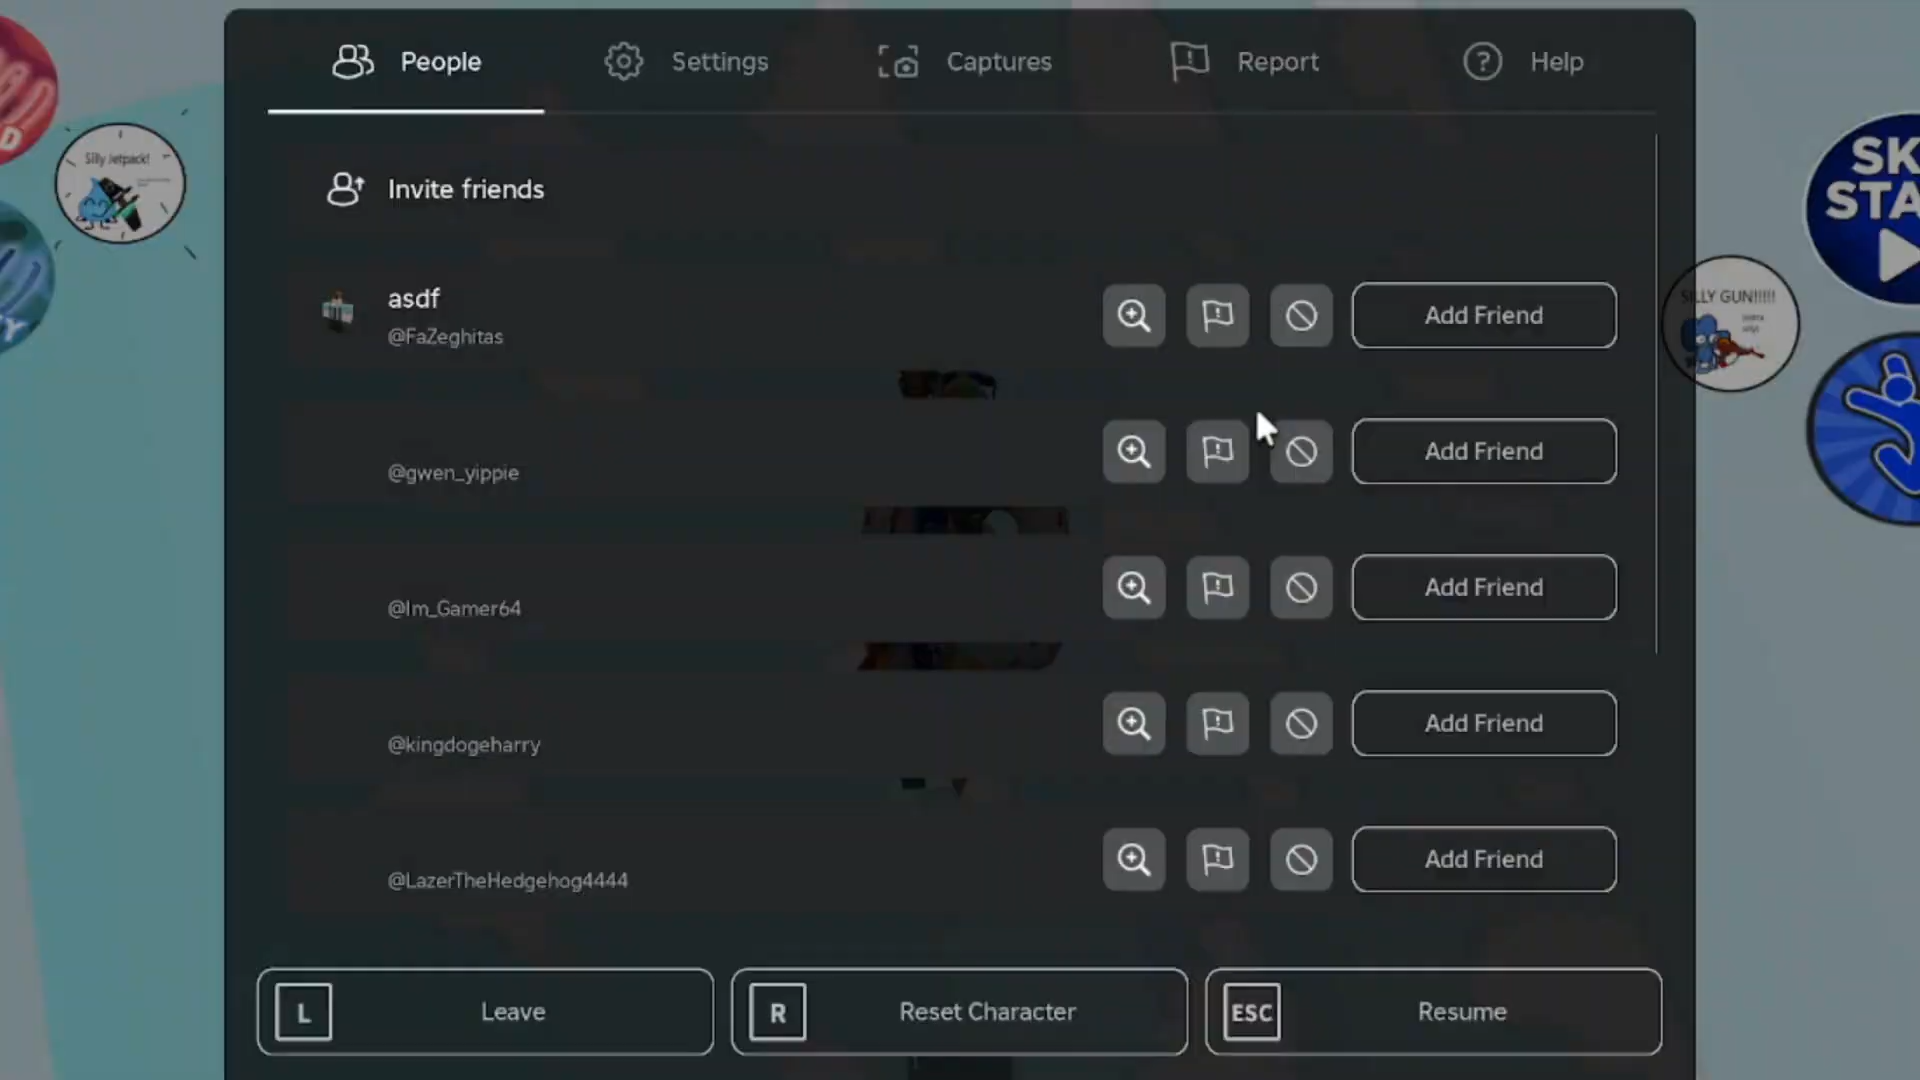 People
Settings
Captures
Report
Help
Silly Jetpack!
SK
STA
Invite friends
asdf
@FaZeghitas
Add Friend
SILLY GUN!!!!!
@gwen_yippie
Add Friend
@Im_Gamer64
Add Friend
@kingdogeharry
Add Friend
@LazerTheHedgehog4444
Add Friend
L
Leave
R
Reset Character
ESC
Resume